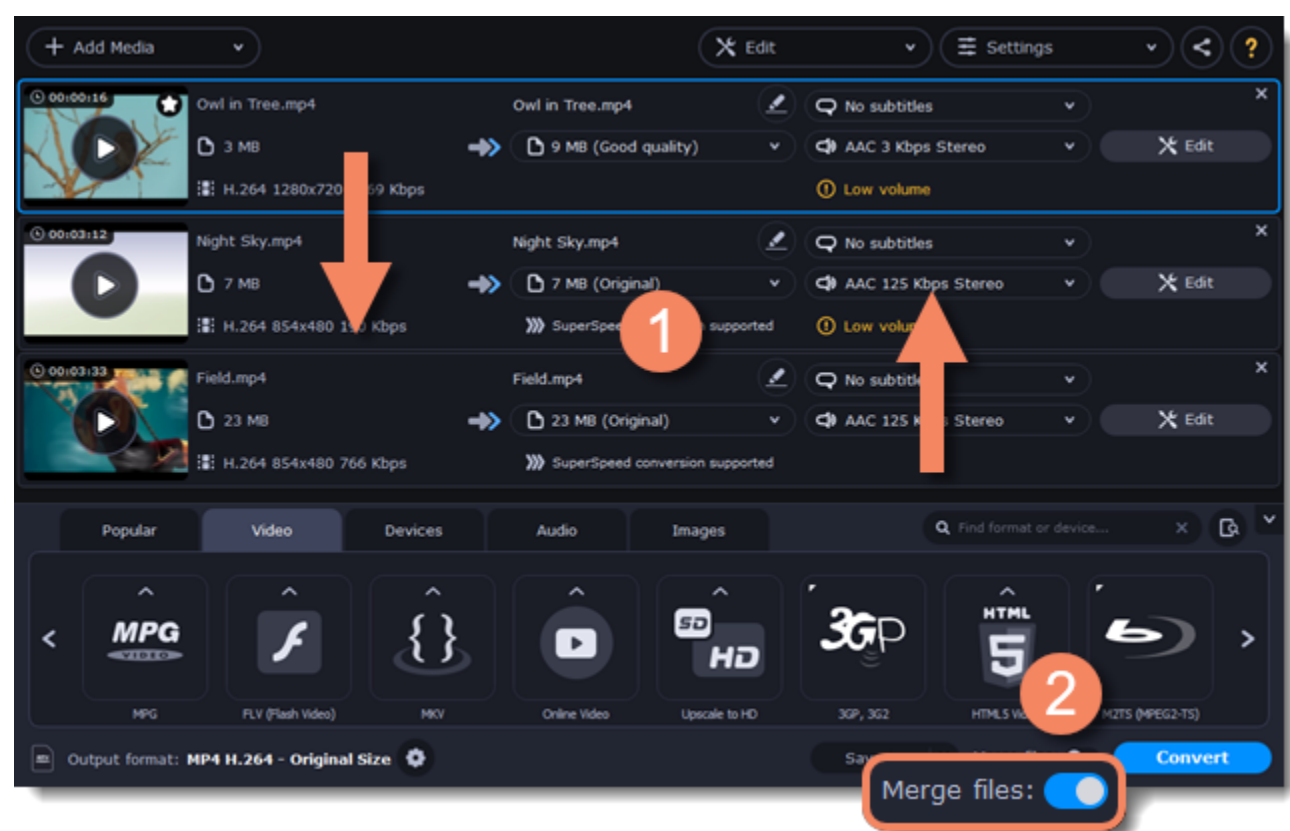 + Add Media
Edit
Settings
?
00:00:16
Owl in Tree.mp4
Owl in Tree.mp4
No subtitles
3 MB
9 MB (Good quality)
AAC 3 Kbps Stereo
Edit
H.264 1280x720 69 Kbps
Low volume
00:03:12
Night Sky.mp4
Night Sky.mp4
No subtitles
7 MB
7 MB (Original)
AAC 125 Kbps Stereo
Edit
H.264 854x480 Kbps
SuperSpeed supported
Low
1
00:03:33
Field.mp4
Field.mp4
No
23 MB
23 MB (Original)
AAC 125 Stereo
Edit
H.264 854x480 766 Kbps
SuperSpeed conversion supported
Popular
Video
Devices
Audio
Images
Find format or device...
MPG VIDEO
f
{ }
SD HD
3GP
HTML 5
MPG
FLV (Flash Video)
MKV
Online Video
Upscale to HD
3GP, 3G2
HTML5
M2TS (MPEG2-TS)
2
Output format: MP4 H.264 - Original Size
Convert
Merge files: